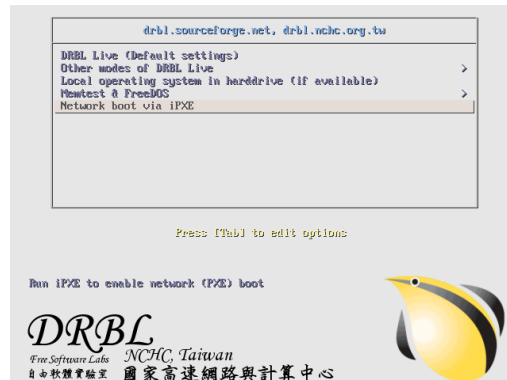 drbl.sourceforge.net, drbl.nchc.org.tw
DRBL Live (Default settings)
Other modes of DRBL Live >
Local operating system in harddrive (if available)
Memtest & FreeDOS >
Network boot via iPXE
Press [Tab] to edit options
Run iPXE to enable network (PXE) boot
DRBL
Free Software Labs NCHC, Taiwan
自由軟體實驗室 國家高速網路與計算中心